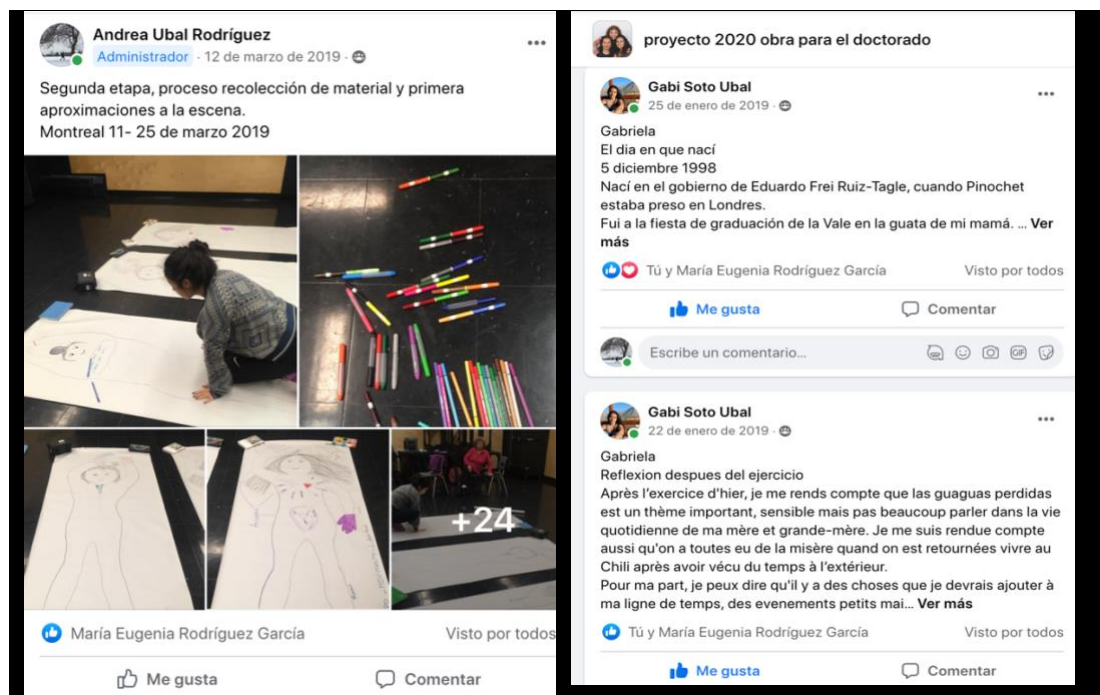 Andrea Ubal Rodríguez
Administrador · 12 de marzo de 2019 ·
Segunda etapa, proceso recolección de material y primera
aproximaciones a la escena.
Montreal 11- 25 de marzo 2019
+24
María Eugenia Rodríguez García
Visto por todos
Me gusta
Comentar
proyecto 2020 obra para el doctorado
Gabi Soto Ubal
25 de enero de 2019 ·
Gabriela
El dia en que nací
5 diciembre 1998
Nací en el gobierno de Eduardo Frei Ruiz-Tagle, cuando Pinochet
estaba preso en Londres.
Fui a la fiesta de graduación de la Vale en la guata de mi mamá. ... Ver
más
Tú y María Eugenia Rodríguez García
Visto por todos
Me gusta
Comentar
Escribe un comentario...
GIF
Gabi Soto Ubal
22 de enero de 2019 ·
Gabriela
Reflexion despues del ejercicio
Après l'exercice d'hier, je me rends compte que las guaguas perdidas
est un thème important, sensible mais pas beaucoup parler dans la vie
quotidienne de ma mère et grande-mère. Je me suis rendue compte
aussi qu'on a toutes eu de la misère quand on est retournées vivre au
Chili après avoir vécu du temps à l'extérieur.
Pour ma part, je peux dire qu'il y a des choses que je devrais ajouter à
ma ligne de temps, des evenements petits mai... Ver más
Tú y María Eugenia Rodríguez García
Visto por todos
Me gusta
Comentar